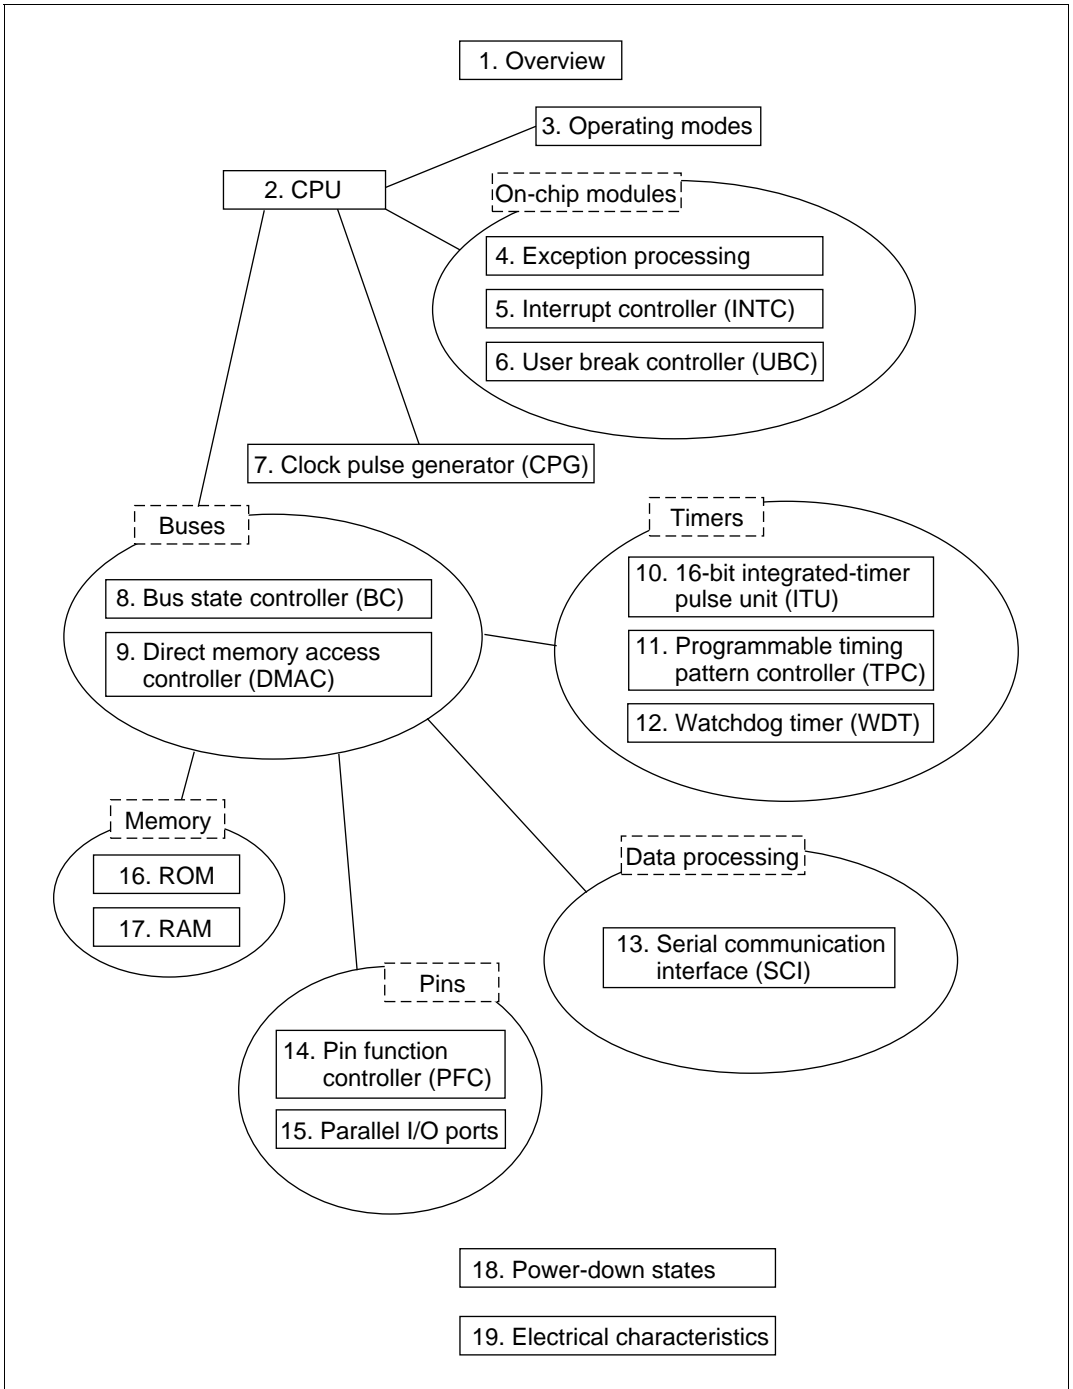 1. Overview
3. Operating modes
2. CPU
On-chip modules
4. Exception processing
5. Interrupt controller (INTC)
6. User break controller (UBC)
7. Clock pulse generator (CPG)
Buses
8. Bus state controller (BC)
9. Direct memory access
controller (DMAC)
Timers
10. 16-bit integrated-timer
pulse unit (ITU)
11. Programmable timing
pattern controller (TPC)
12. Watchdog timer (WDT)
Memory
16. ROM
17. RAM
Data processing
13. Serial communication
interface (SCI)
Pins
14. Pin function
controller (PFC)
15. Parallel I/O ports
18. Power-down states
19. Electrical characteristics